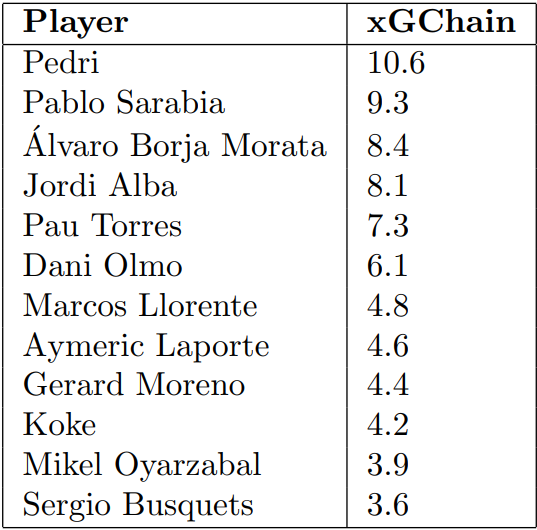 Player xGChain
Pedri 10.6
Pablo Sarabia 9.3
Álvaro Borja Morata 8.4
Jordi Alba 8.1
Pau Torres 7.3
Dani Olmo 6.1
Marcos Llorente 4.8
Aymeric Laporte 4.6
Gerard Moreno 4.4
Koke 4.2
Mikel Oyarzabal 3.9
Sergio Busquets 3.6